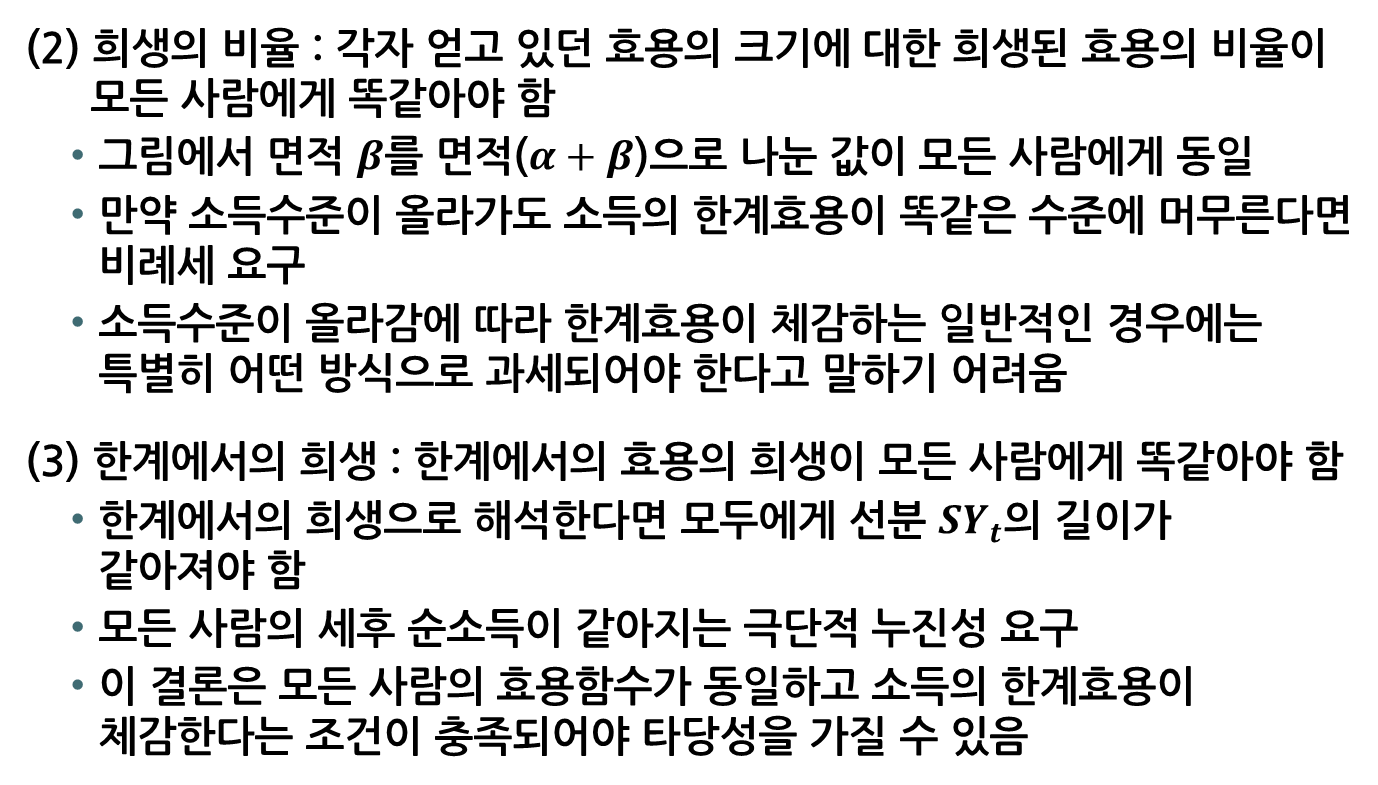 (2) 희생의 비율 : 각자 얻고 있던 효용의 크기에 대한 희생된 효용의 비율이
모든 사람에게 똑같아야 함
• 그림에서 면적 β를 면적(α + β)으로 나눈 값이 모든 사람에게 동일
• 만약 소득수준이 올라가도 소득의 한계효용이 똑같은 수준에 머무른다면
비례세 요구
• 소득수준이 올라감에 따라 한계효용이 체감하는 일반적인 경우에는
특별히 어떤 방식으로 과세되어야 한다고 말하기 어려움
(3) 한계에서의 희생 : 한계에서의 효용의 희생이 모든 사람에게 똑같아야 함
• 한계에서의 희생으로 해석한다면 모두에게 선분 SYₜ의 길이가
같아져야 함
• 모든 사람의 세후 순소득이 같아지는 극단적 누진성 요구
• 이 결론은 모든 사람의 효용함수가 동일하고 소득의 한계효용이
체감한다는 조건이 충족되어야 타당성을 가질 수 있음